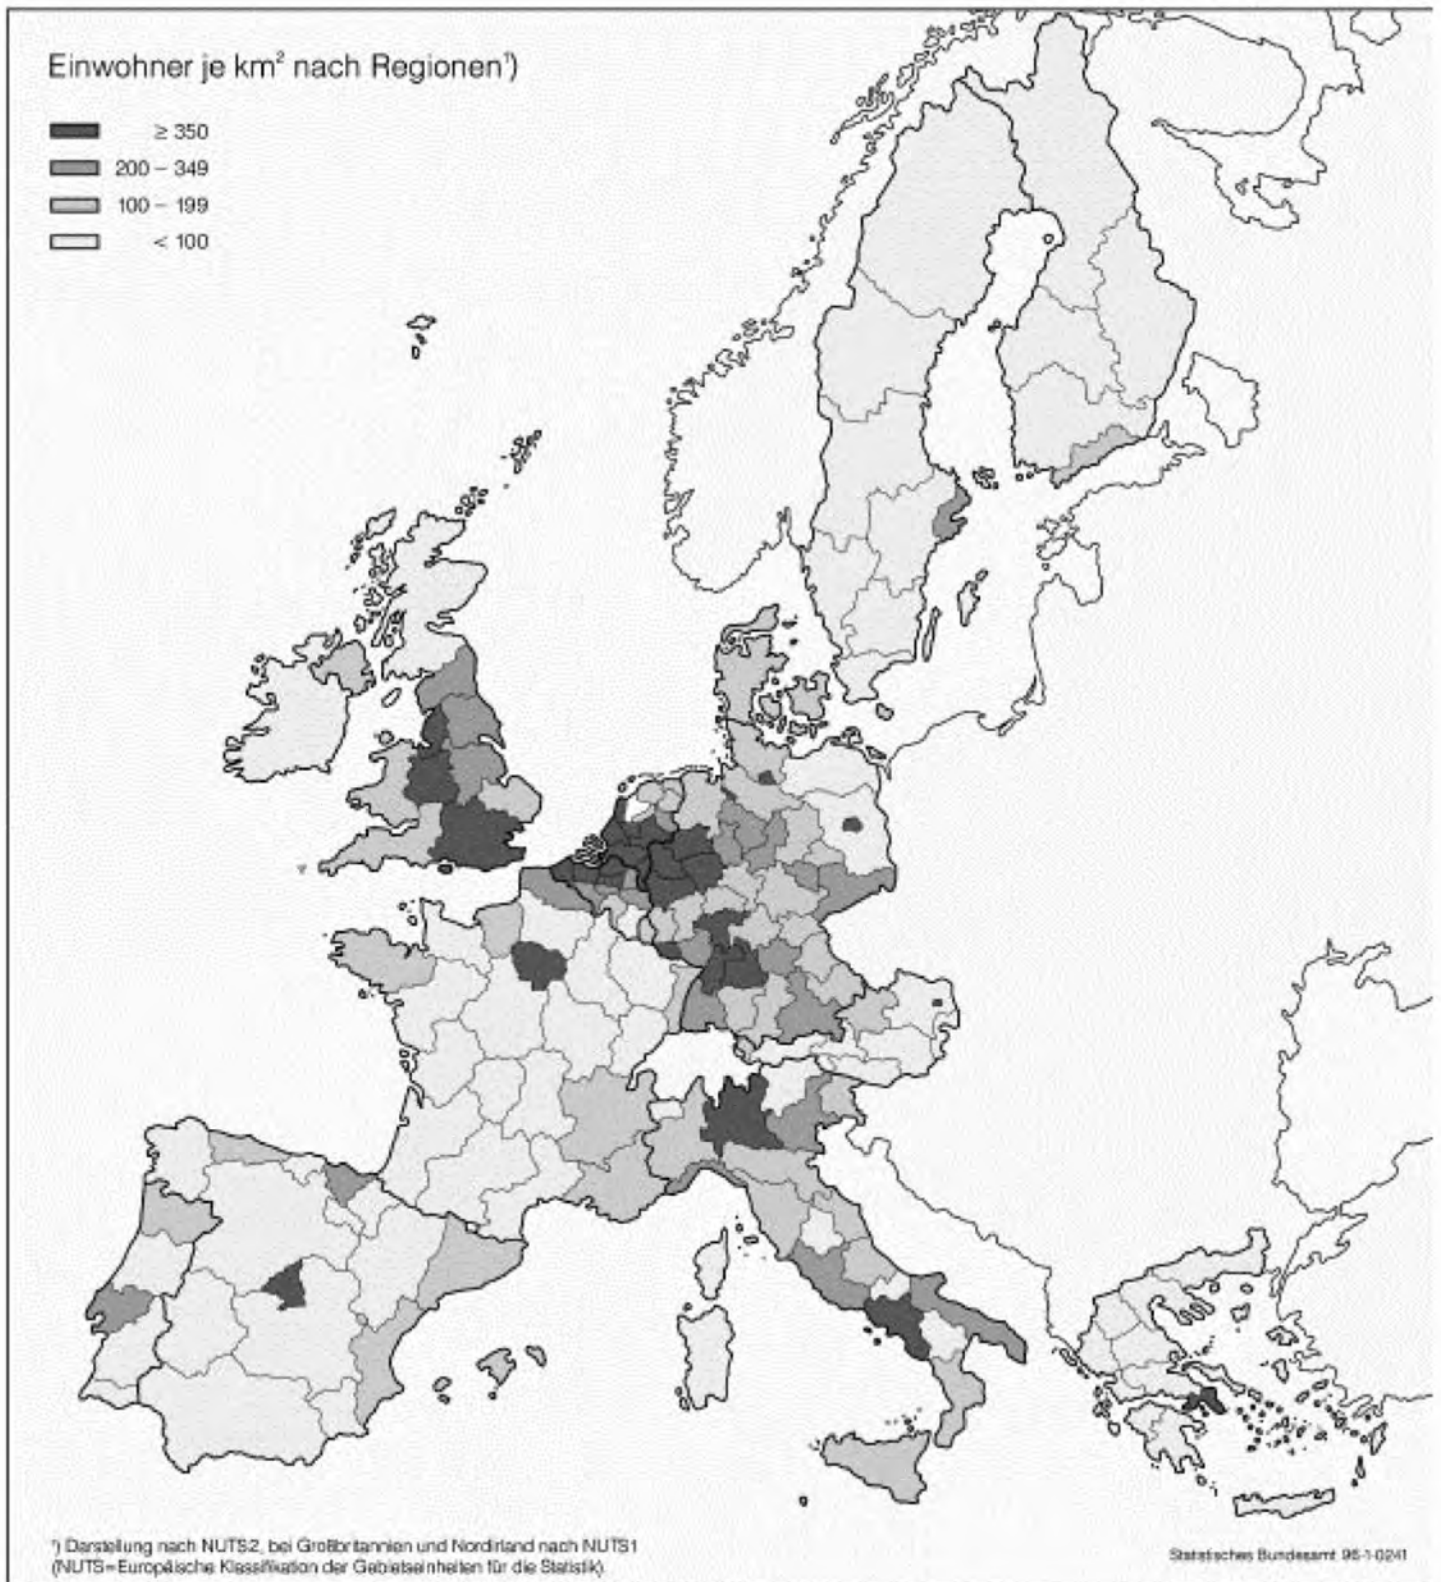 Einwohner je km² nach Regionen¹)
≥ 350
200 – 349
100 – 199
< 100
¹) Darstellung nach NUTS2, bei Großbritannien und Nordirland nach NUTS1
(NUTS=Europäische Klassifikation der Gebietseinheiten für die Statistik)
Statistisches Bundesamt 96-1-0241